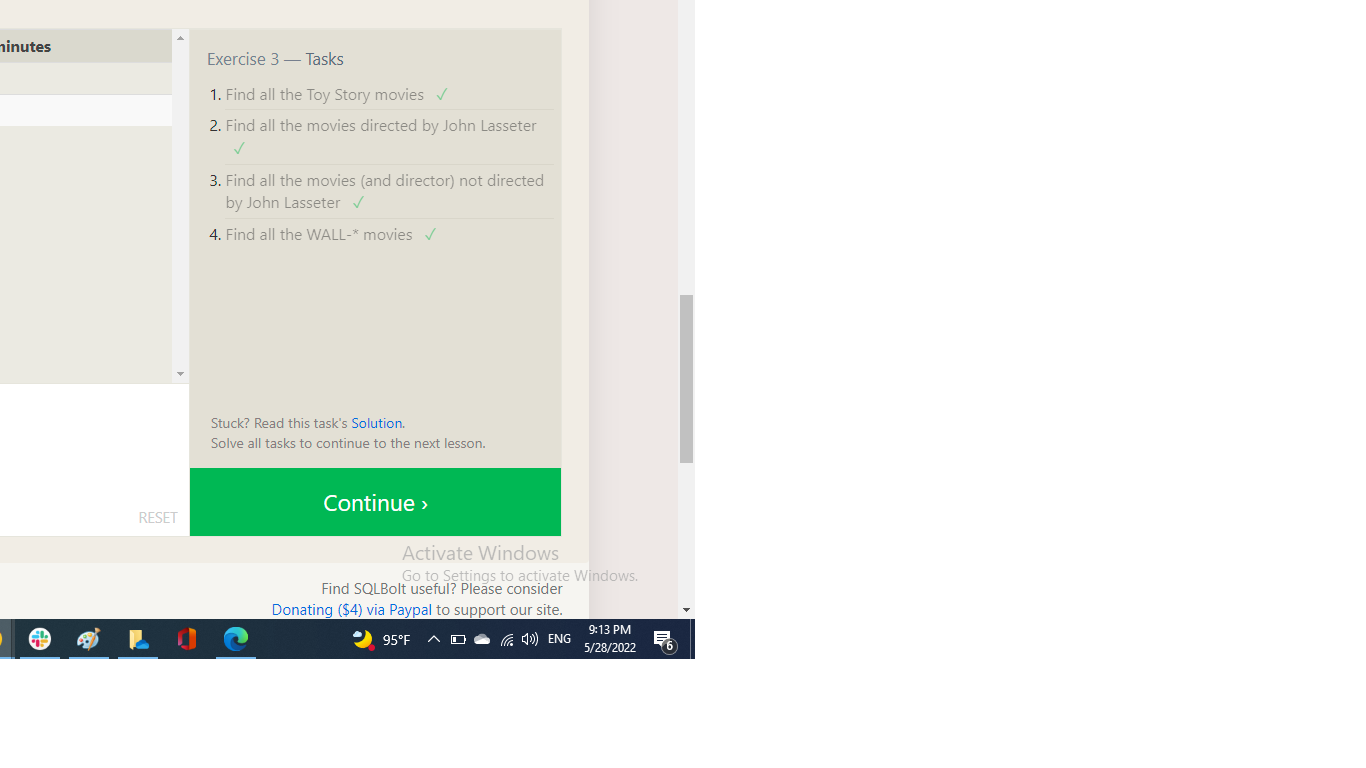 minutes
Exercise 3 — Tasks
1. Find all the Toy Story movies ✓
2. Find all the movies directed by John Lasseter
✓
3. Find all the movies (and director) not directed
by John Lasseter ✓
4. Find all the WALL-* movies ✓
Stuck? Read this task's Solution.
Solve all tasks to continue to the next lesson.
RESET
Continue ›
Activate Windows
Go to Settings to activate Windows.
Find SQLBolt useful? Please consider
Donating ($4) via Paypal to support our site.
95°F
ENG
9:13 PM
5/28/2022
6